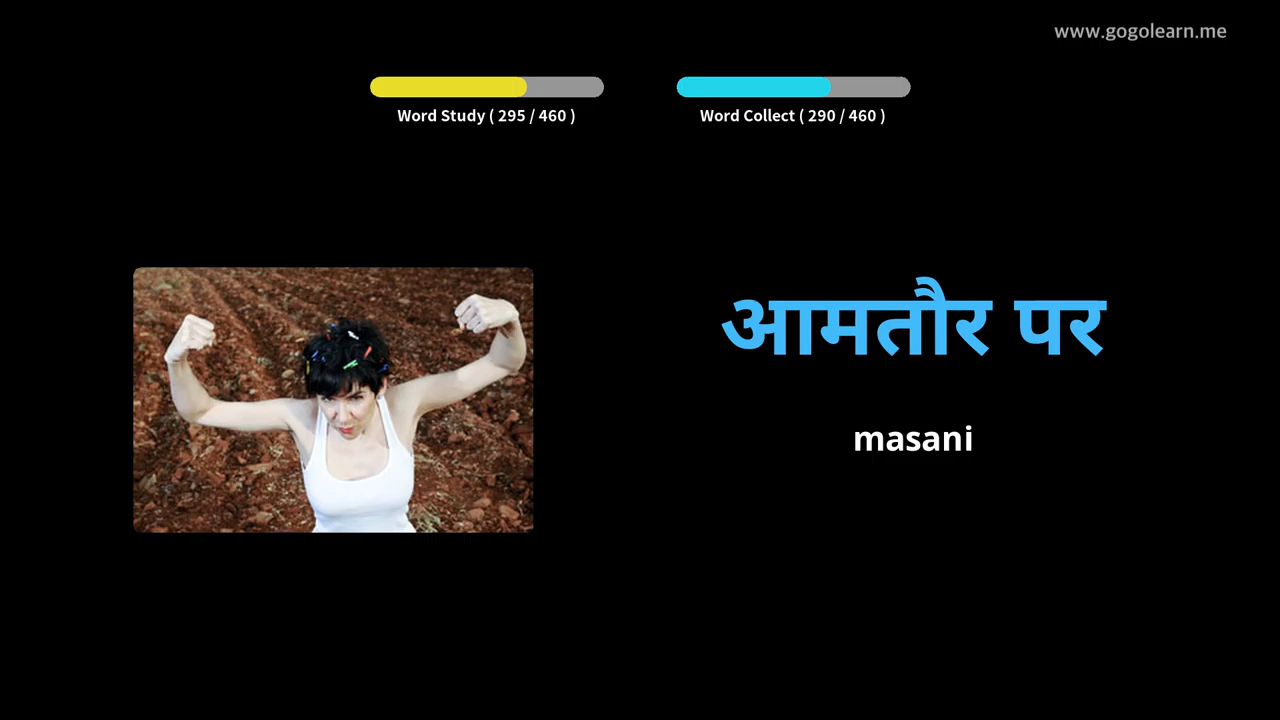 www.gogolearn.me
Word Study ( 295 / 460 )
Word Collect ( 290 / 460 )
आमतौर पर
masani